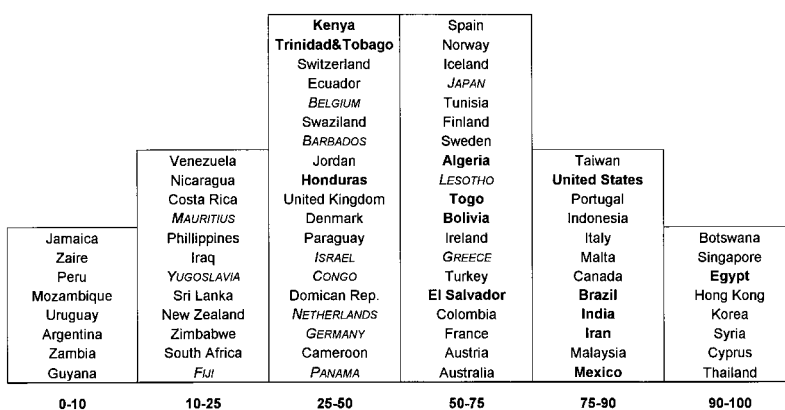 Jamaica
Zaire
Peru
Mozambique
Uruguay
Argentina
Zambia
Guyana
0-10
Venezuela
Nicaragua
Costa Rica
MAURITIUS
Phillippines
Iraq
YUGOSLAVIA
Sri Lanka
New Zealand
Zimbabwe
South Africa
FIJI
10-25
Kenya
Trinidad&Tobago
Switzerland
Ecuador
BELGIUM
Swaziland
BARBADOS
Jordan
Honduras
United Kingdom
Denmark
Paraguay
ISRAEL
CONGO
Domican Rep.
NETHERLANDS
GERMANY
Cameroon
PANAMA
25-50
Spain
Norway
Iceland
JAPAN
Tunisia
Finland
Sweden
Algeria
LESOTHO
Togo
Bolivia
Ireland
GREECE
Turkey
El Salvador
Colombia
France
Austria
Australia
50-75
Taiwan
United States
Portugal
Indonesia
Italy
Malta
Canada
Brazil
India
Iran
Malaysia
Mexico
75-90
Botswana
Singapore
Egypt
Hong Kong
Korea
Syria
Cyprus
Thailand
90-100